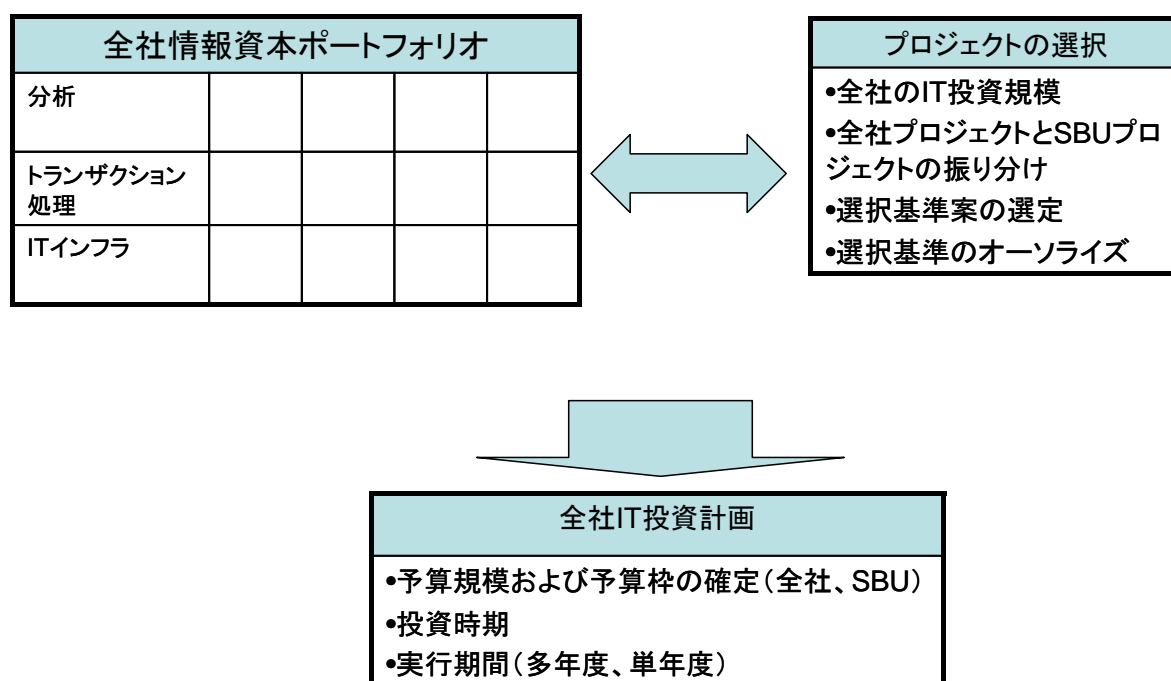 全社情報資本ポートフォリオ
分析
トランザクション
処理
ITインフラ
プロジェクトの選択
•全社のIT投資規模
•全社プロジェクトとSBUプロ
ジェクトの振り分け
•選択基準案の選定
•選択基準のオーソライズ
全社IT投資計画
•予算規模および予算枠の確定(全社、SBU)
•投資時期
•実行期間(多年度、単年度)